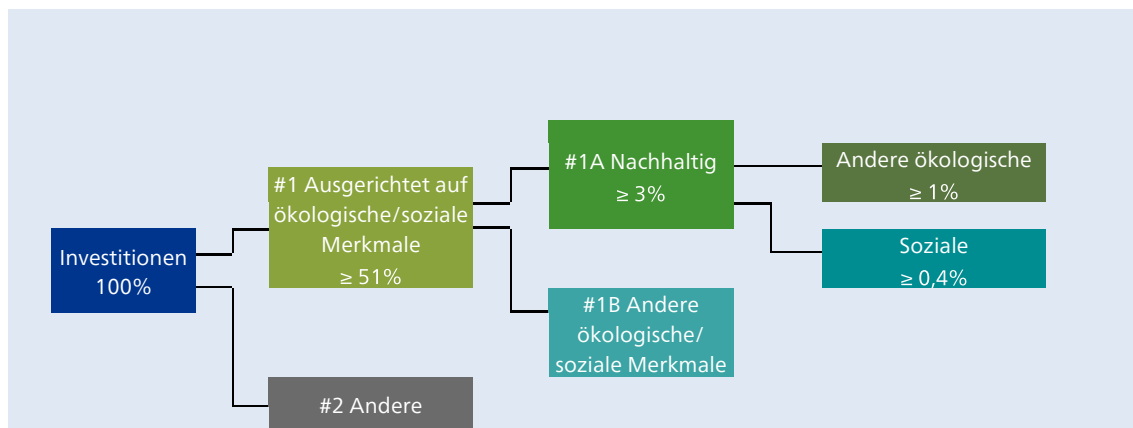 Investitionen
100%
#1 Ausgerichtet auf
ökologische/soziale
Merkmale
≥ 51%
#2 Andere
#1A Nachhaltig
≥ 3%
#1B Andere
ökologische/
soziale Merkmale
Andere ökologische
≥ 1%
Soziale
≥ 0,4%